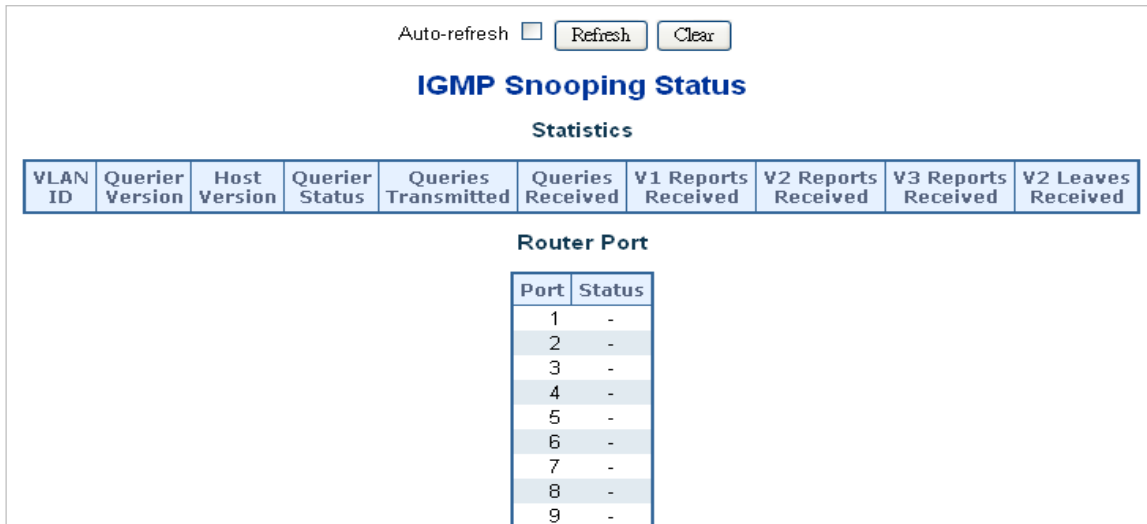 Auto-refresh Refresh Clear
IGMP Snooping Status
Statistics
VLAN ID Querier Version Host Version Querier Status Queries Transmitted Queries Received V1 Reports Received V2 Reports Received V3 Reports Received V2 Leaves Received
Router Port
Port Status
1 -
2 -
3 -
4 -
5 -
6 -
7 -
8 -
9 -